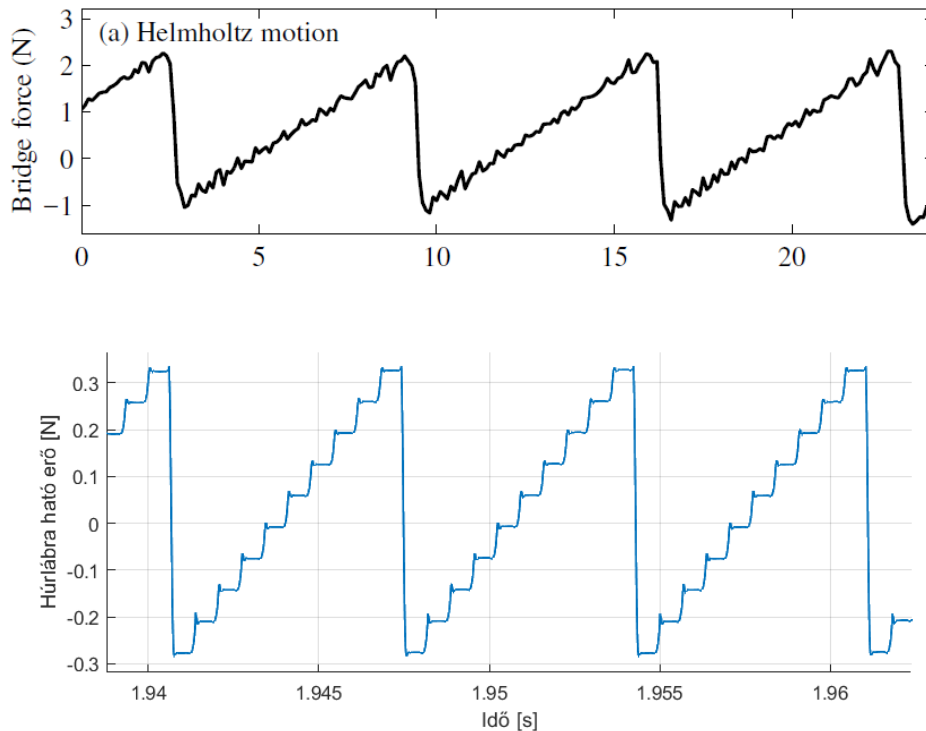 (a) Helmholtz motion
Bridge force (N)
3
2
1
0
−1
0 5 10 15 20
Húrlábra ható erő [N]
0.3
0.2
0.1
0
-0.1
-0.2
-0.3
1.94 1.945 1.95 1.955 1.96
Idő [s]